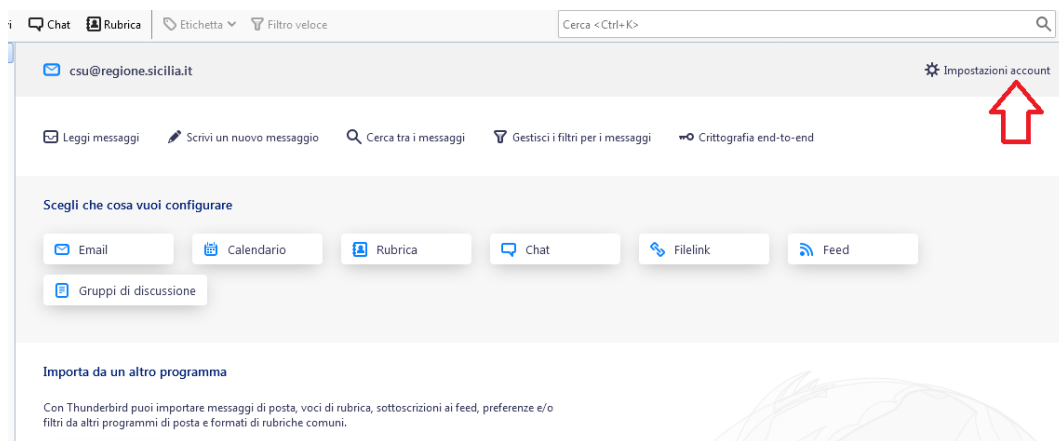 Chat Rubrica Etichetta Filtro veloce Cerca <Ctrl+K>
csu@regione.sicilia.it Impostazioni account
Leggi messaggi Scrivi un nuovo messaggio Cerca tra i messaggi Gestisci i filtri per i messaggi Crittografia end-to-end
Scegli che cosa vuoi configurare
Email Calendario Rubrica Chat Filelink Feed
Gruppi di discussione
Importa da un altro programma
Con Thunderbird puoi importare messaggi di posta, voci di rubrica, sottoscrizioni ai feed, preferenze e/o
filtri da altri programmi di posta e formati di rubriche comuni.